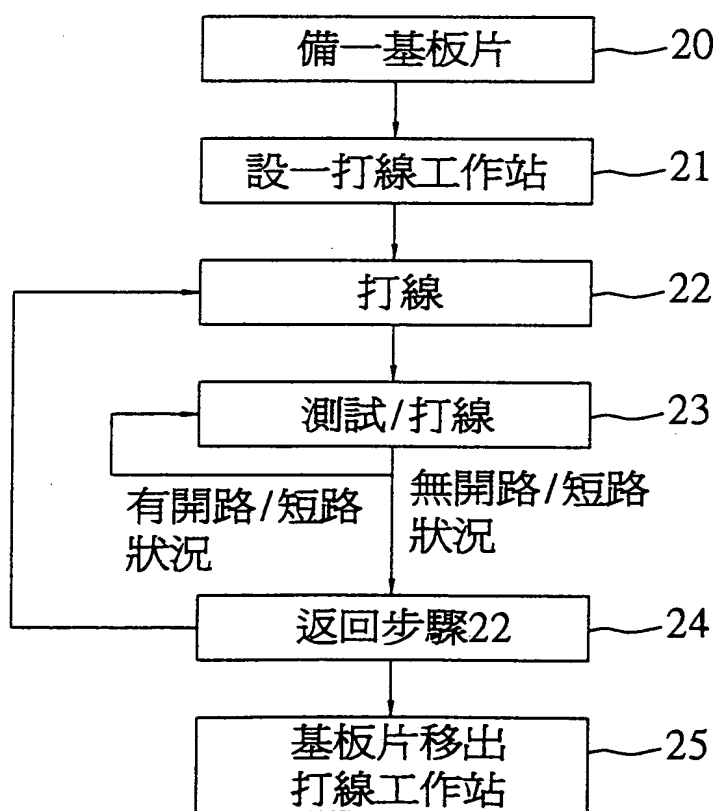 備一基板片
20
設一打線工作站
21
打線
22
測試/打線
23
有開路/短路
狀況
無開路/短路
狀況
返回步驟22
24
基板片移出
打線工作站
25